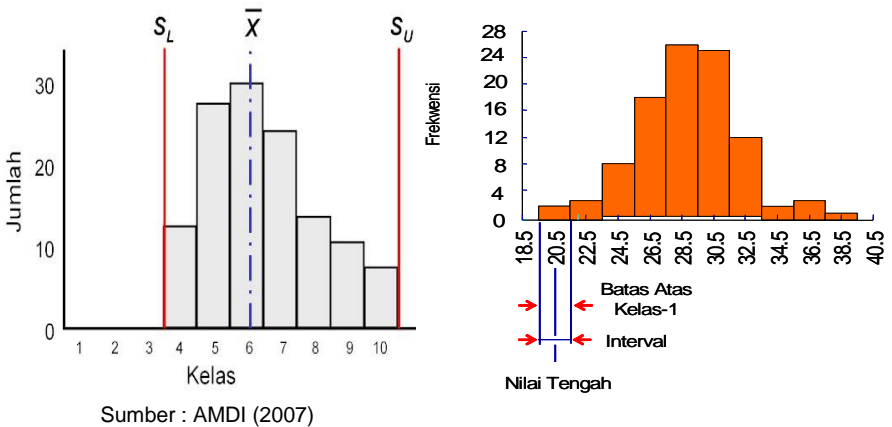 S_L X̅ S_U
Jumlah
30
20
10
0
1 2 3 4 5 6 7 8 9 10
Kelas
Sumber : AMDI (2007)
Frekwensi
28
24
20
16
12
8
4
0
18.5 20.5 22.5 24.5 26.5 28.5 30.5 32.5 34.5 36.5 38.5 40.5
Batas Atas
Kelas-1
Interval
Nilai Tengah